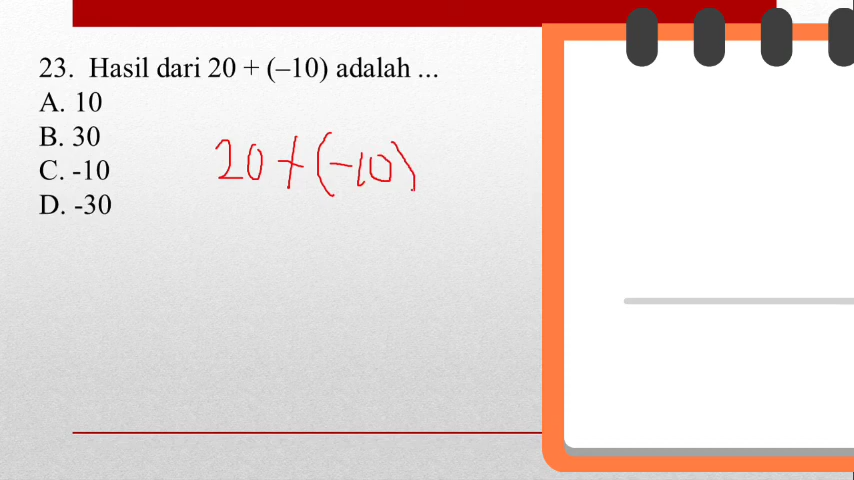 23. Hasil dari 20 + (–10) adalah ...
A. 10
B. 30
C. -10
D. -30
20 + (-10)